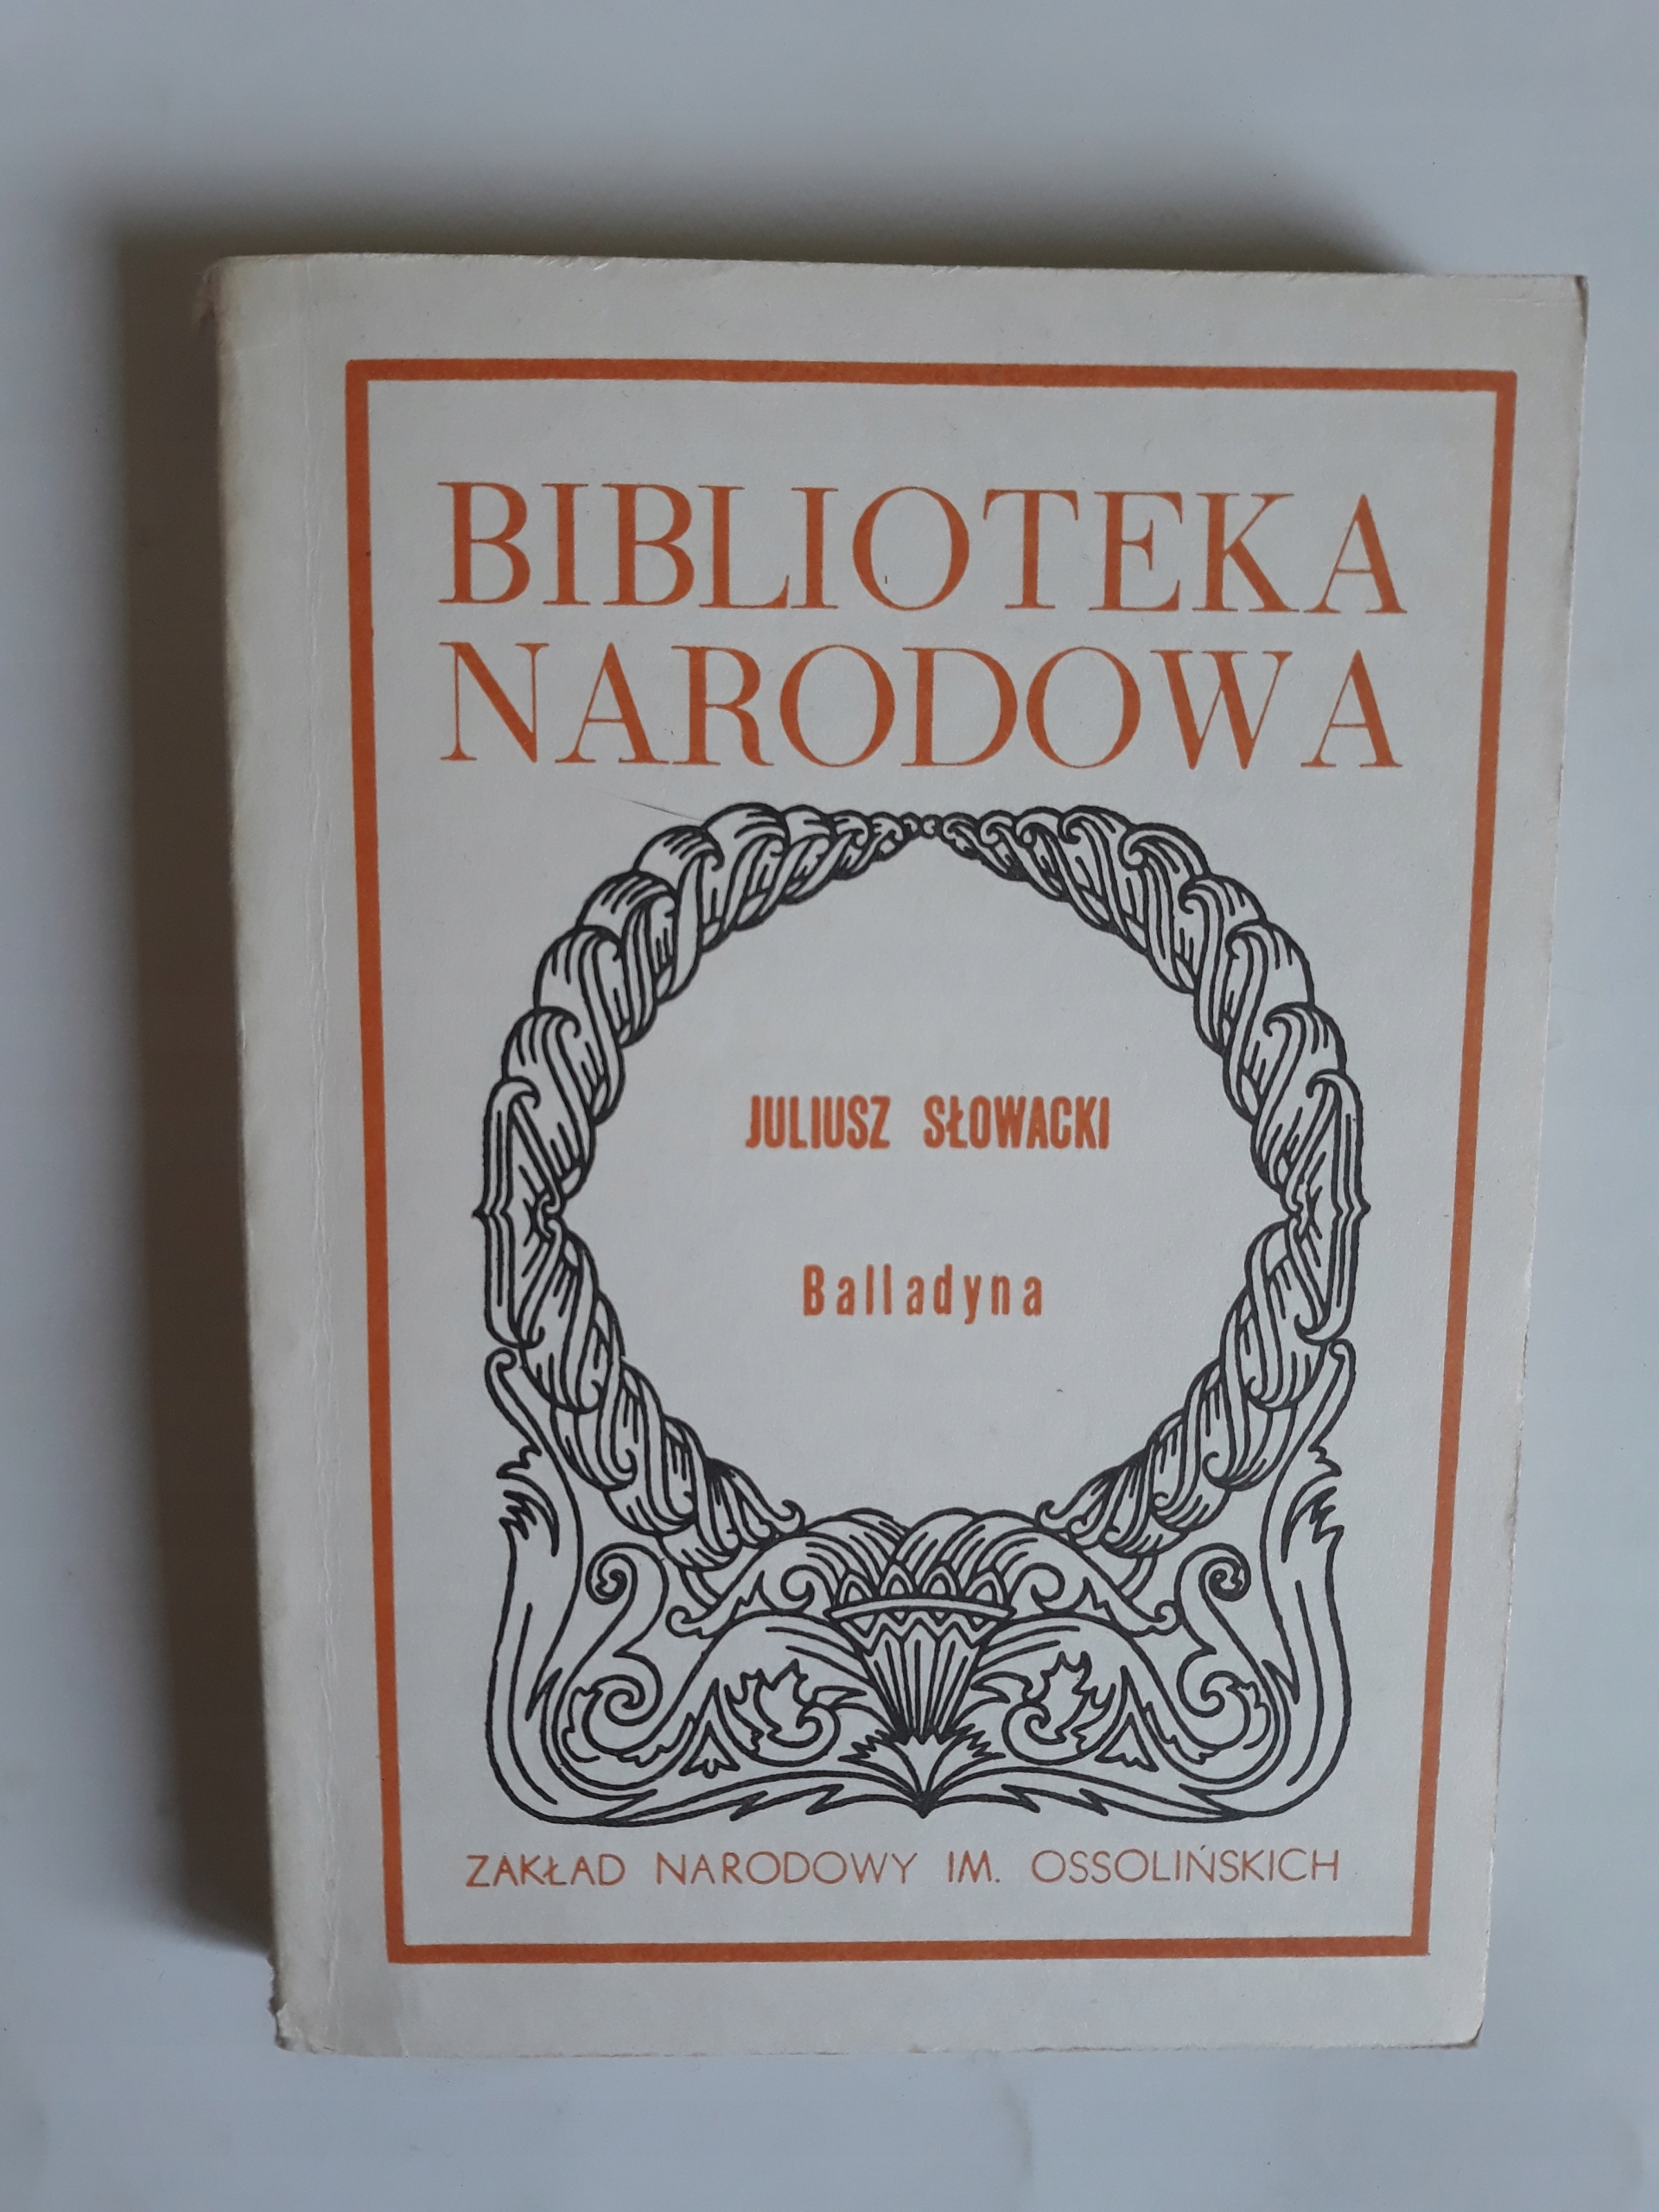 BIBLIOTEKA
NARODOWA
JULIUSZ SŁOWACKI
Balladyna
ZAKŁAD NARODOWY IM. OSSOLIŃSKICH